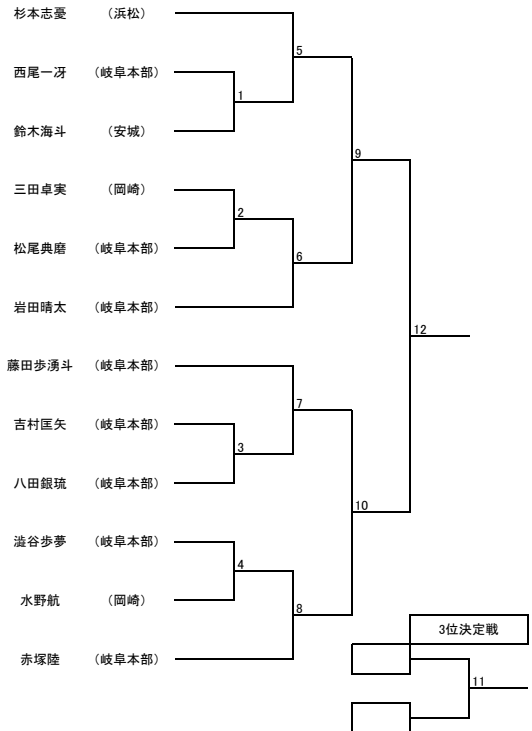 杉本志憂 （浜松）
5
西尾一冴 （岐阜本部）
1
鈴木海斗 （安城）
9
三田卓実 （岡崎）
2
松尾典磨 （岐阜本部）
6
岩田晴太 （岐阜本部）
12
藤田歩湧斗 （岐阜本部）
7
吉村匡矢 （岐阜本部）
3
八田銀琉 （岐阜本部）
10
澁谷歩夢 （岐阜本部）
4
水野航 （岡崎）
8
3位決定戦
赤塚陸 （岐阜本部）
11